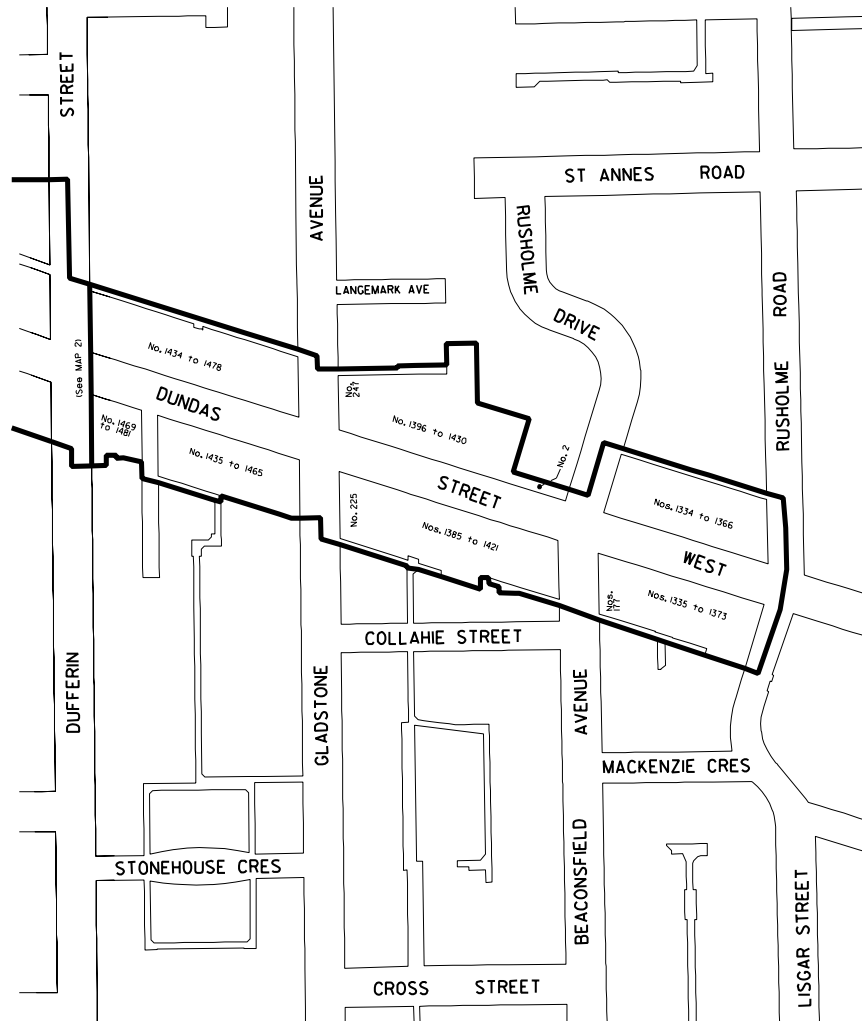 STREET
AVENUE
ST ANNES ROAD
RUSHOLME
DRIVE
RUSHOLME ROAD
LANGEMARK AVE
(See MAP 2)
No. 1434 to 1478
DUNDAS
No. 1469
to 1481
No. 1435 to 1465
No.
247
No. 1396 to 1430
No. 2
STREET
No. 225
Nos. 1385 to 1421
Nos. 1334 to 1366
WEST
Nos.
177
Nos. 1335 to 1373
COLLAHIE STREET
DUFFERIN
GLADSTONE
AVENUE
MACKENZIE CRES
STONEHOUSE CRES
BEACONSFIELD
LISGAR STREET
CROSS STREET